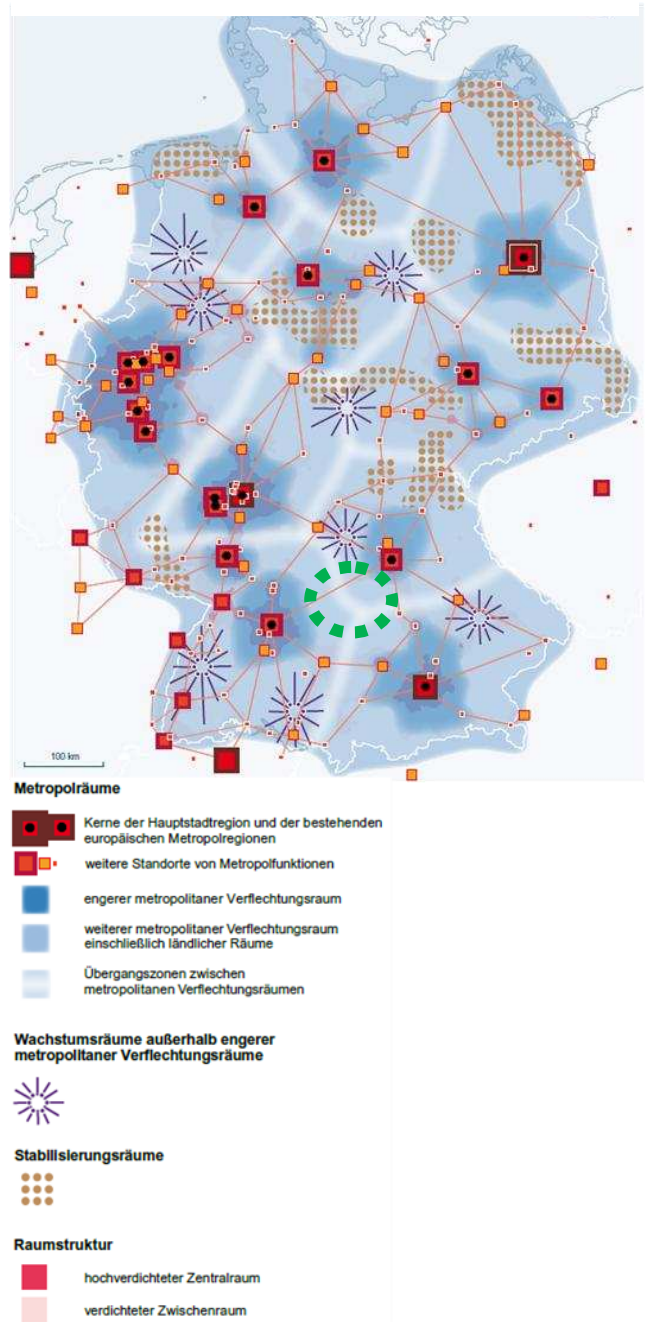 100 km
Metropolräume
Kerne der Hauptstadtregion und der bestehenden
europäischen Metropolregionen
weitere Standorte von Metropolfunktionen
engerer metropolitaner Verflechtungsraum
weiterer metropolitaner Verflechtungsraum
einschließlich ländlicher Räume
Übergangszonen zwischen
metropolitanen Verflechtungsräumen
Wachstumsräume außerhalb engerer
metropolitaner Verflechtungsräume
Stabilisierungsräume
Raumstruktur
hochverdichteter Zentralraum
verdichteter Zwischenraum